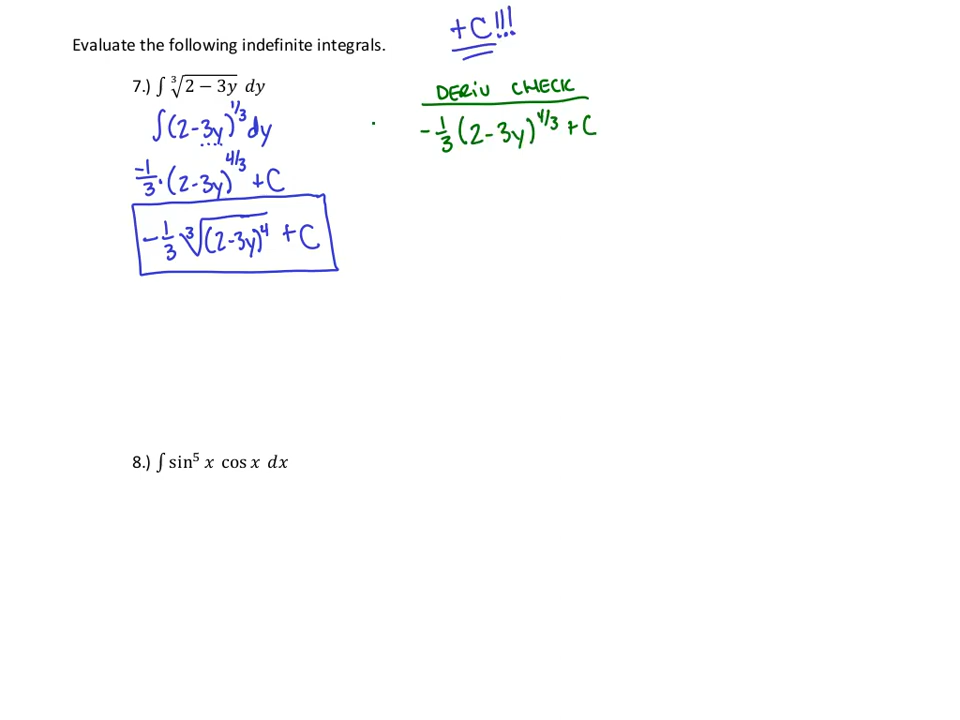 +C!!!
Evaluate the following indefinite integrals.
7.) ∫ ∛(2 − 3y) dy
∫(2-3y)^1/3 dy
-1/3 · (2-3y)^4/3 + C
-1/3 ∛((2-3y)^4) + C
DERIV CHECK
-1/3 (2-3y)^4/3 + C
8.) ∫ sin⁵ x cos x dx